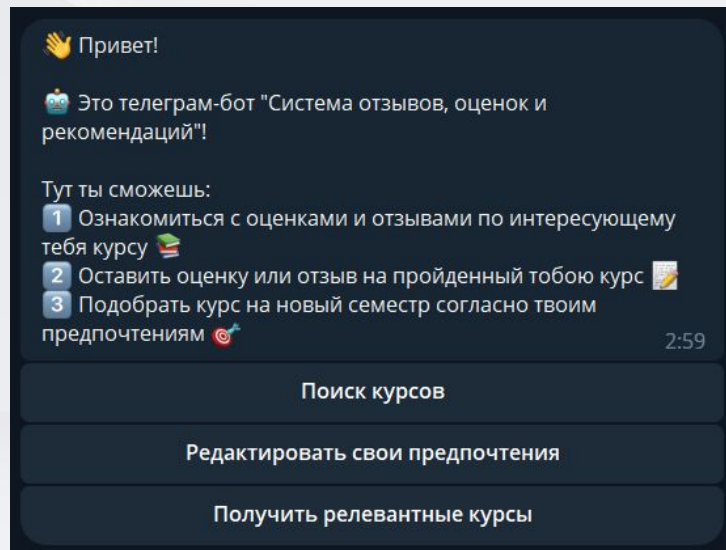 👋 Привет!
🤖 Это телеграм-бот "Система отзывов, оценок и
рекомендаций"!
Тут ты сможешь:
1️⃣ Ознакомиться с оценками и отзывами по интересующему
тебя курсу 📚
2️⃣ Оставить оценку или отзыв на пройденный тобою курс 📝
3️⃣ Подобрать курс на новый семестр согласно твоим
предпочтениям 🎯
2:59
Поиск курсов
Редактировать свои предпочтения
Получить релевантные курсы